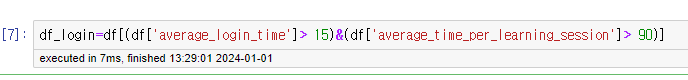 [7]: df_login=df[(df['average_login_time']> 15)&(df['average_time_per_learning_session']> 90)]
executed in 7ms, finished 13:29:01 2024-01-01